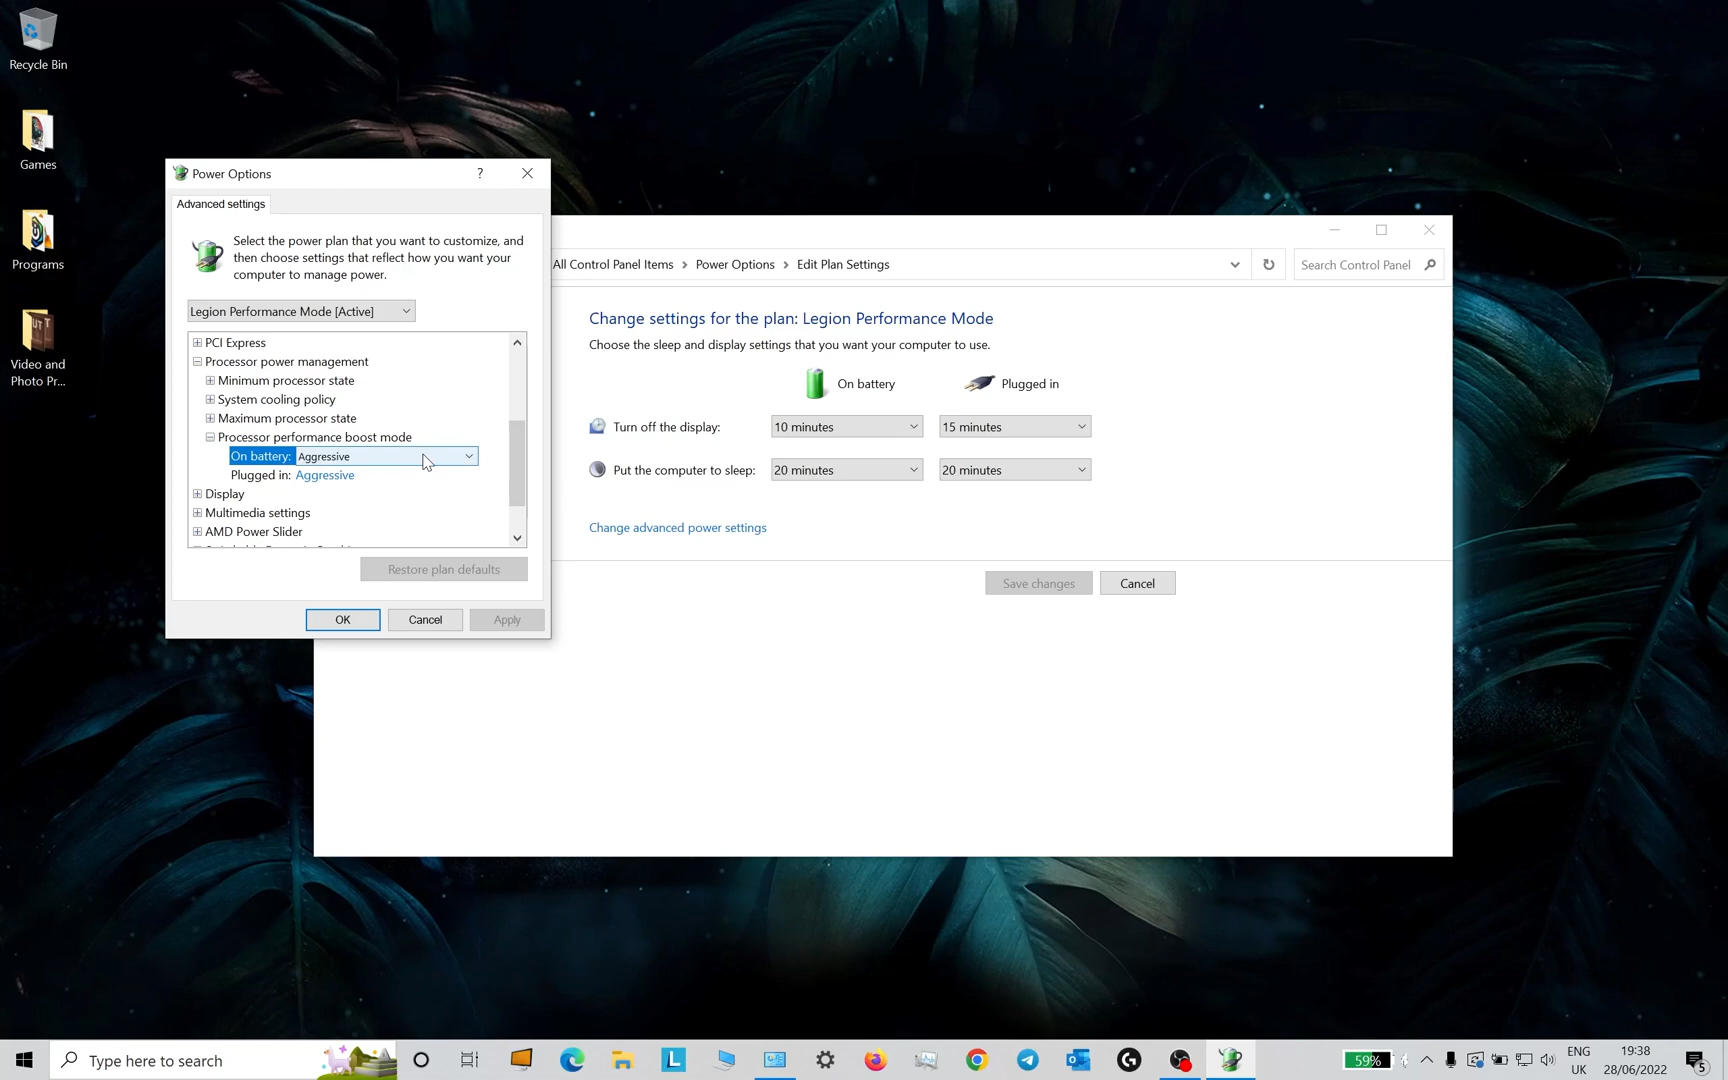 Recycle Bin
Games
Programs
Video and
Photo Pr...
Power Options
?
Advanced settings
Select the power plan that you want to customize, and
then choose settings that reflect how you want your
computer to manage power.
Legion Performance Mode [Active]
PCI Express
Processor power management
Minimum processor state
System cooling policy
Maximum processor state
Processor performance boost mode
On battery: Aggressive
Plugged in: Aggressive
Display
Multimedia settings
AMD Power Slider
Restore plan defaults
OK
Cancel
Apply
All Control Panel Items > Power Options > Edit Plan Settings
Search Control Panel
Change settings for the plan: Legion Performance Mode
Choose the sleep and display settings that you want your computer to use.
On battery
Plugged in
Turn off the display:
10 minutes
15 minutes
Put the computer to sleep:
20 minutes
20 minutes
Change advanced power settings
Save changes
Cancel
Type here to search
L
59%
ENG
UK
19:38
28/06/2022
5